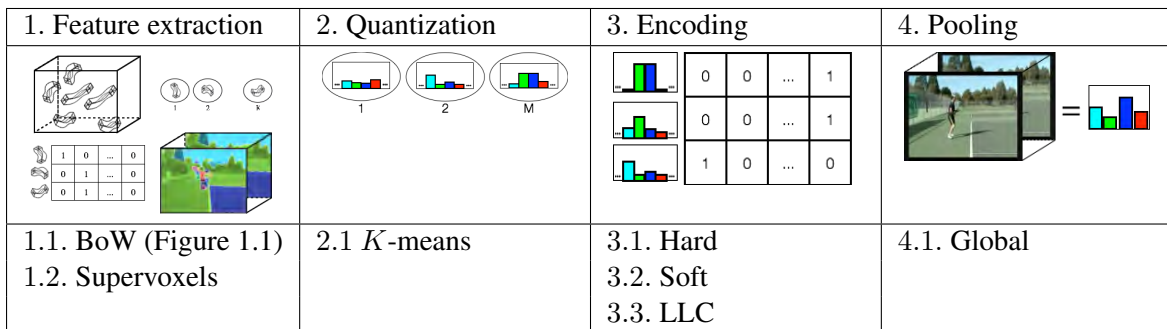 1. Feature extraction 2. Quantization 3. Encoding 4. Pooling
1 2 K
1 0 ... 0
0 1 ... 0
0 1 ... 0
... ... ... ... ... ...
1 2 M
... ... 0 0 ... 1
... ... 0 0 ... 1
... ... 1 0 ... 0
=
1.1. BoW (Figure 1.1) 2.1 K-means 3.1. Hard 4.1. Global
1.2. Supervoxels 3.2. Soft
3.3. LLC